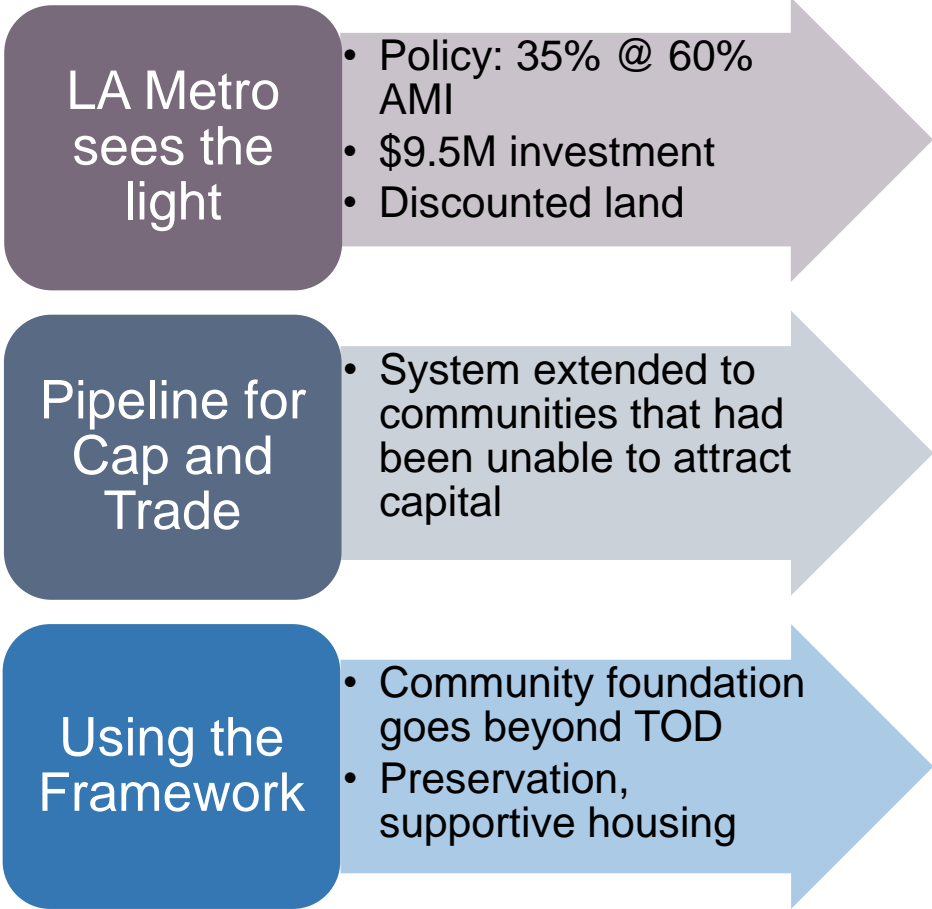 LA Metro
sees the
light
• Policy: 35% @ 60%
AMI
• $9.5M investment
• Discounted land
Pipeline for
Cap and
Trade
• System extended to
communities that had
been unable to attract
capital
Using the
Framework
• Community foundation
goes beyond TOD
• Preservation,
supportive housing